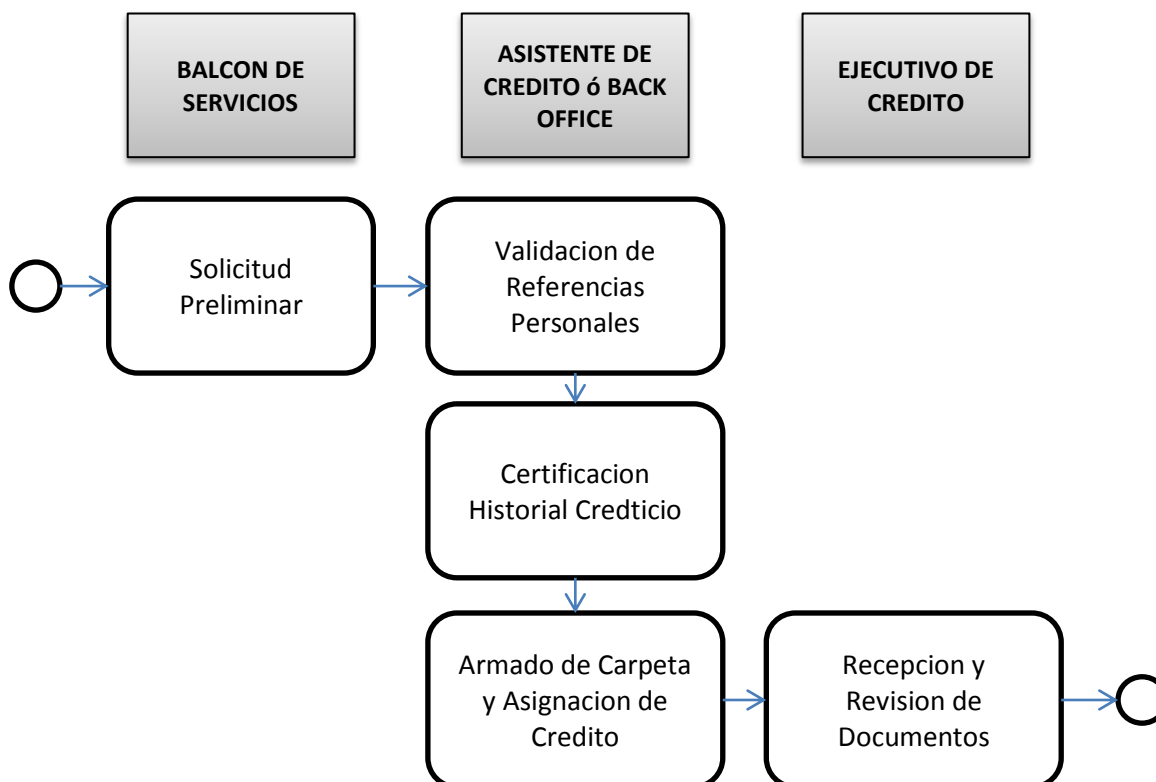 BALCON DE
SERVICIOS
ASISTENTE DE
CREDITO ó BACK
OFFICE
EJECUTIVO DE
CREDITO
Solicitud
Preliminar
Validacion de
Referencias
Personales
Certificacion
Historial Credticio
Armado de Carpeta
y Asignacion de
Credito
Recepcion y
Revision de
Documentos